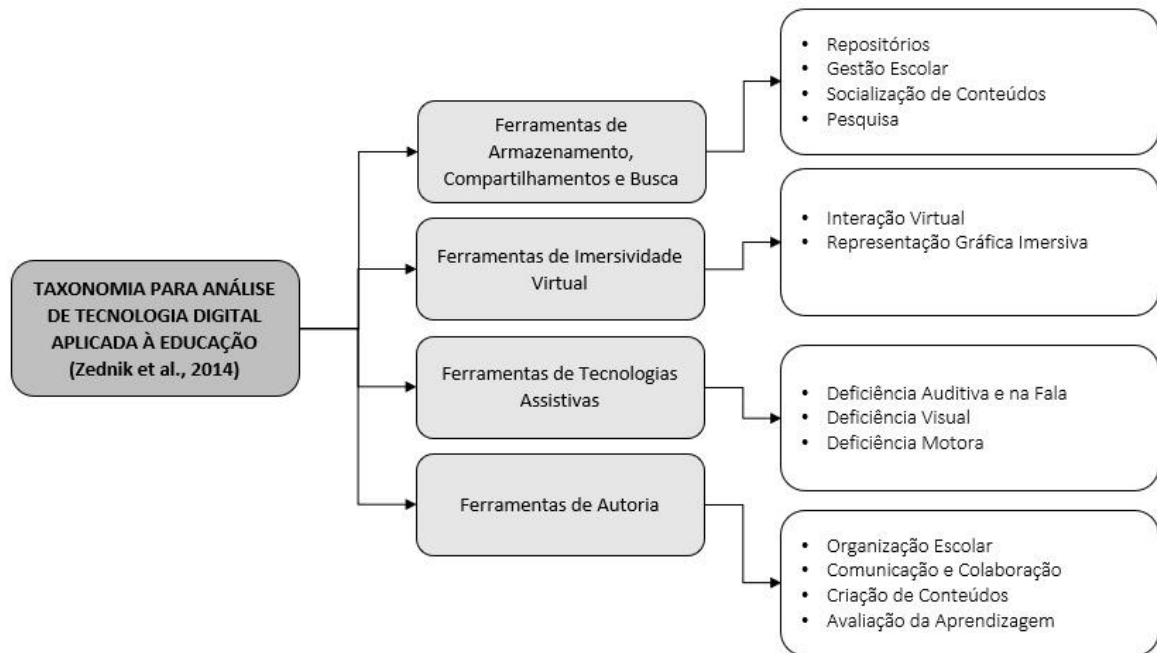 TAXONOMIA PARA ANÁLISE
DE TECNOLOGIA DIGITAL
APLICADA À EDUCAÇÃO
(Zednik et al., 2014)
Ferramentas de
Armazenamento,
Compartilhamentos e Busca
• Repositórios
• Gestão Escolar
• Socialização de Conteúdos
• Pesquisa
Ferramentas de Imersividade
Virtual
• Interação Virtual
• Representação Gráfica Imersiva
Ferramentas de Tecnologias
Assistivas
• Deficiência Auditiva e na Fala
• Deficiência Visual
• Deficiência Motora
Ferramentas de Autoria
• Organização Escolar
• Comunicação e Colaboração
• Criação de Conteúdos
• Avaliação da Aprendizagem